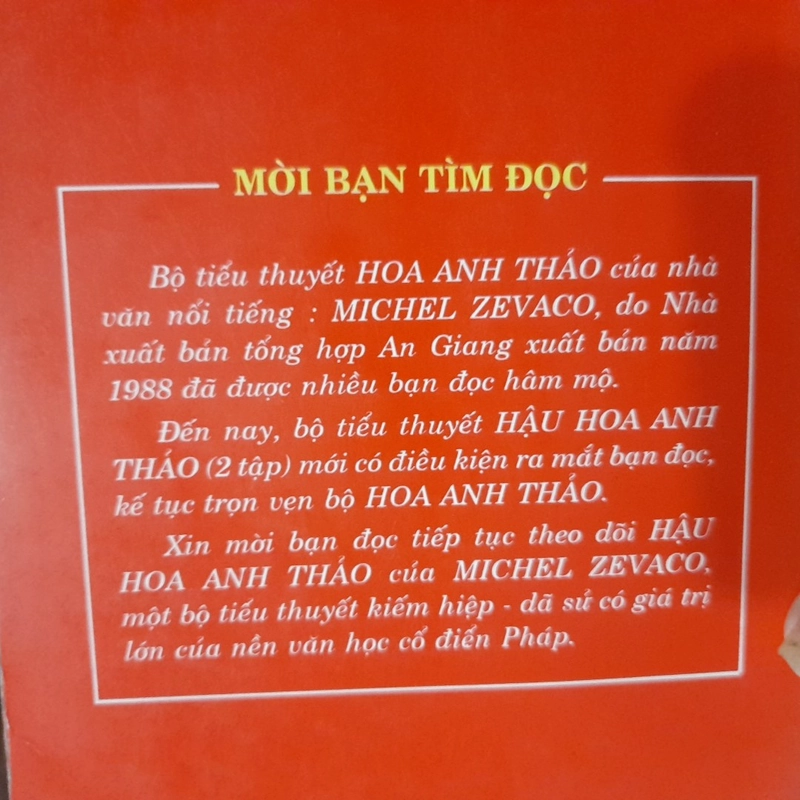 MỜI BẠN TÌM ĐỌC
Bộ tiểu thuyết HOA ANH THẢO của nhà
văn nổi tiếng : MICHEL ZEVACO, do Nhà
xuất bản tổng hợp An Giang xuất bản năm
1988 đã được nhiều bạn đọc hâm mộ.
Đến nay, bộ tiểu thuyết HẬU HOA ANH
THẢO (2 tập) mới có điều kiện ra mắt bạn đọc,
kế tục trọn vẹn bộ HOA ANH THẢO.
Xin mời bạn đọc tiếp tục theo dõi HẬU
HOA ANH THẢO của MICHEL ZEVACO,
một bộ tiểu thuyết kiếm hiệp - dã sử có giá trị
lớn của nền văn học cổ điển Pháp.